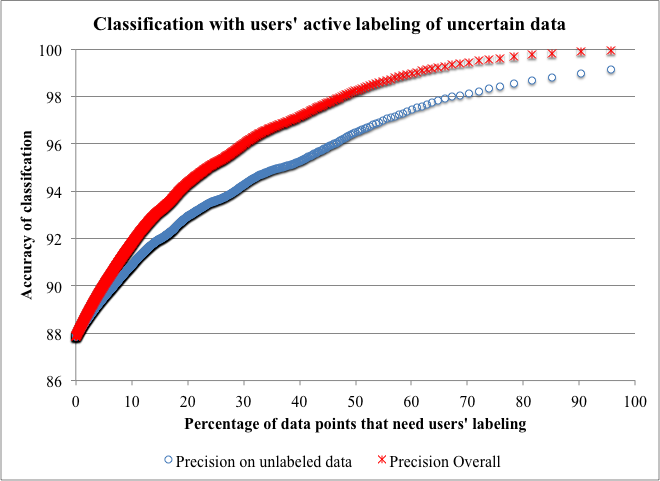 Classification with users' active labeling of uncertain data
100
98
96
94
92
90
88
86
Accuracy of classifcation
0 10 20 30 40 50 60 70 80 90 100
Percentage of data points that need users' labeling
Precision on unlabeled data Precision Overall